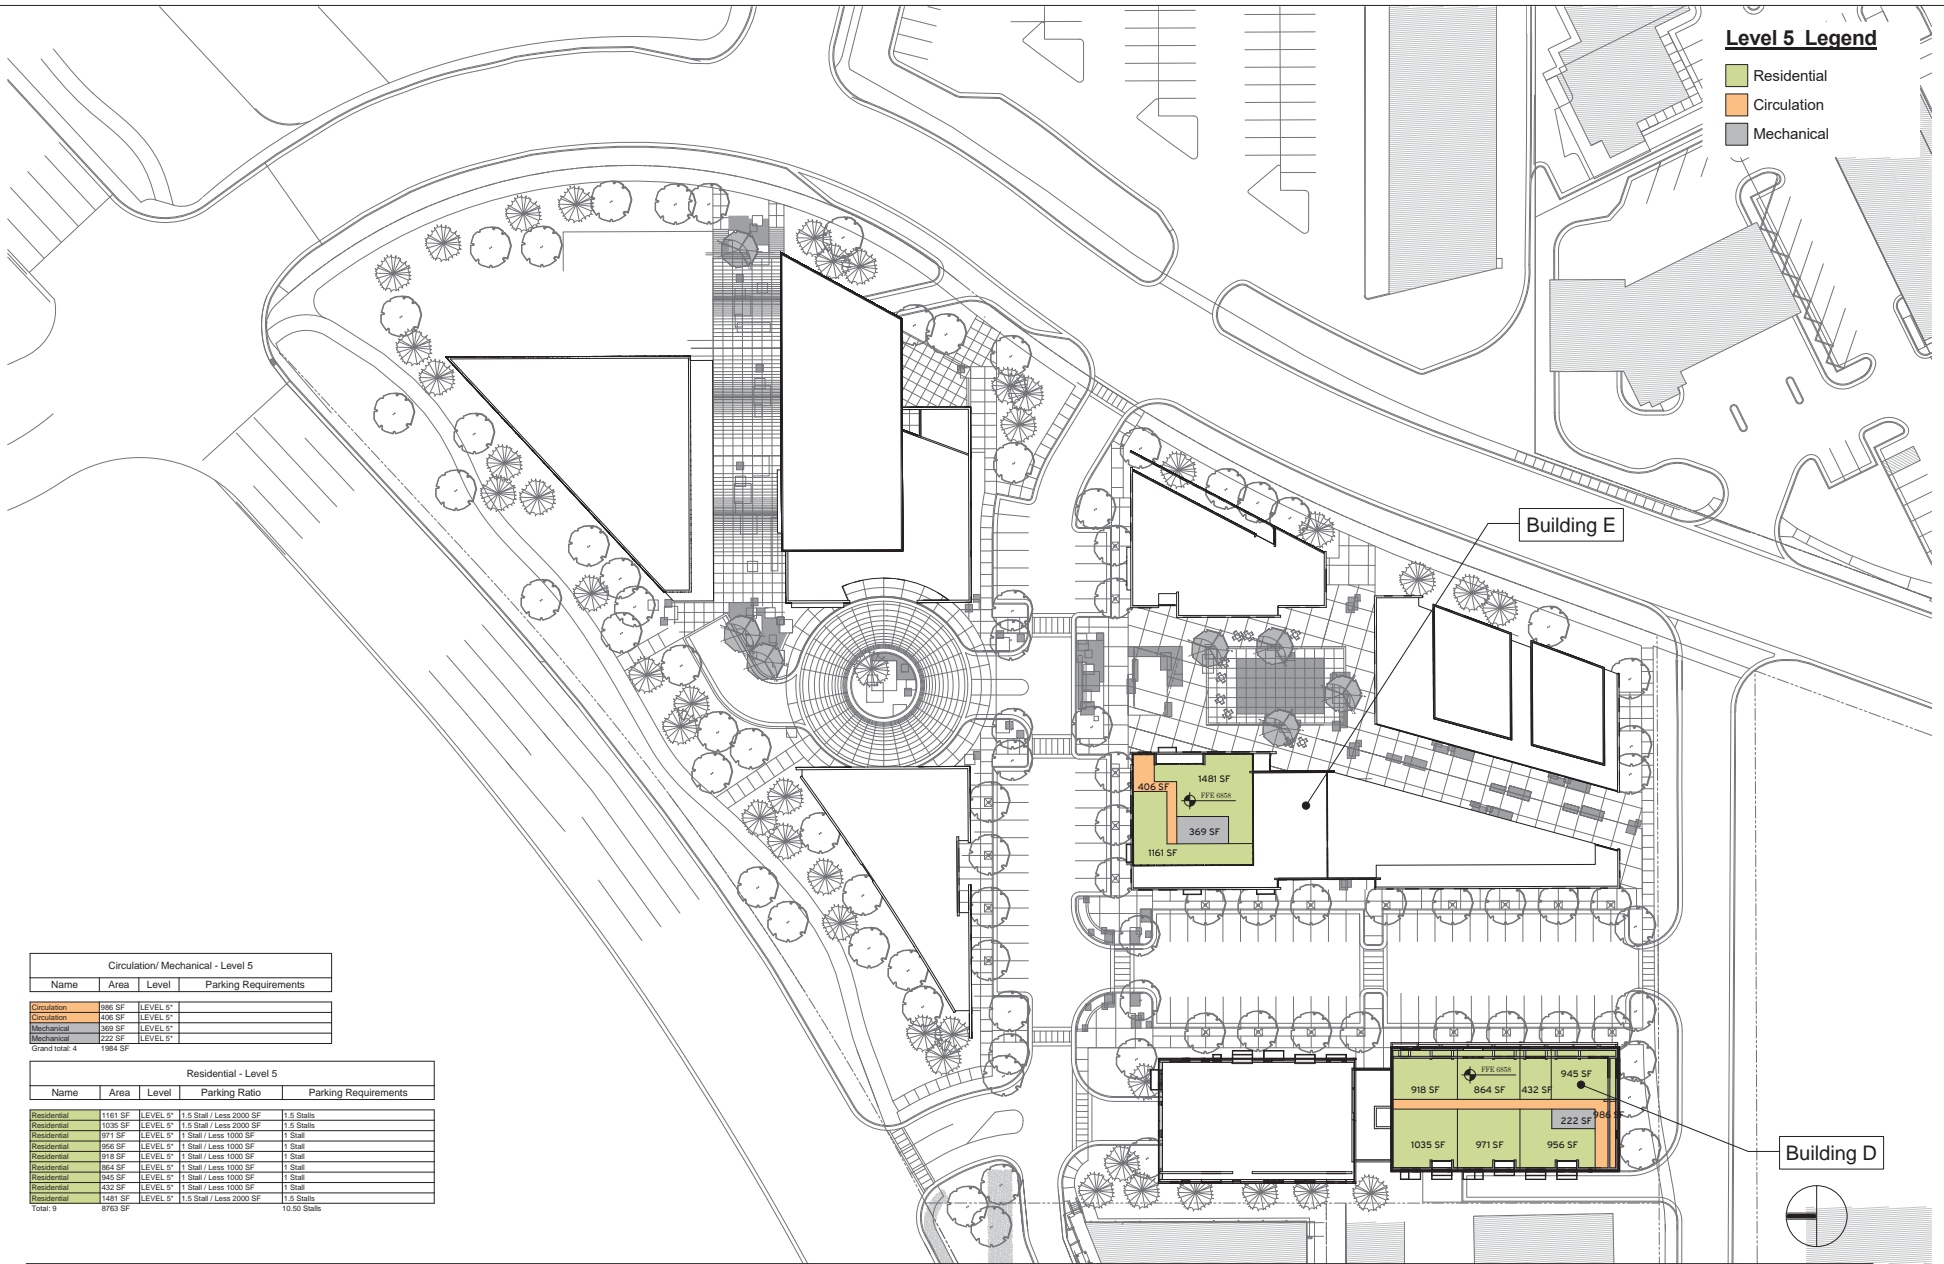 Level 5 Legend
Residential
Circulation
Mechanical
Building E
1481 SF
406 SF
FFE 6858
369 SF
1161 SF
Circulation/ Mechanical - Level 5
Name Area Level Parking Requirements
Circulation 986 SF LEVEL 5*
Circulation 406 SF LEVEL 5*
Mechanical 369 SF LEVEL 5*
Mechanical 222 SF LEVEL 5*
Grand total: 4 1984 SF
Residential - Level 5
Name Area Level Parking Ratio Parking Requirements
Residential 1161 SF LEVEL 5* 1.5 Stall / Less 2000 SF 1.5 Stalls
Residential 1035 SF LEVEL 5* 1.5 Stall / Less 2000 SF 1.5 Stalls
Residential 971 SF LEVEL 5* 1 Stall / Less 1000 SF 1 Stall
Residential 956 SF LEVEL 5* 1 Stall / Less 1000 SF 1 Stall
Residential 918 SF LEVEL 5* 1 Stall / Less 1000 SF 1 Stall
Residential 864 SF LEVEL 5* 1 Stall / Less 1000 SF 1 Stall
Residential 945 SF LEVEL 5* 1 Stall / Less 1000 SF 1 Stall
Residential 432 SF LEVEL 5* 1 Stall / Less 1000 SF 1 Stall
Residential 1481 SF LEVEL 5* 1.5 Stall / Less 2000 SF 1.5 Stalls
Total: 9 8763 SF 10.50 Stalls
FFE 6858
945 SF
918 SF 864 SF 432 SF
986 SF
222 SF
1035 SF 971 SF 956 SF
Building D